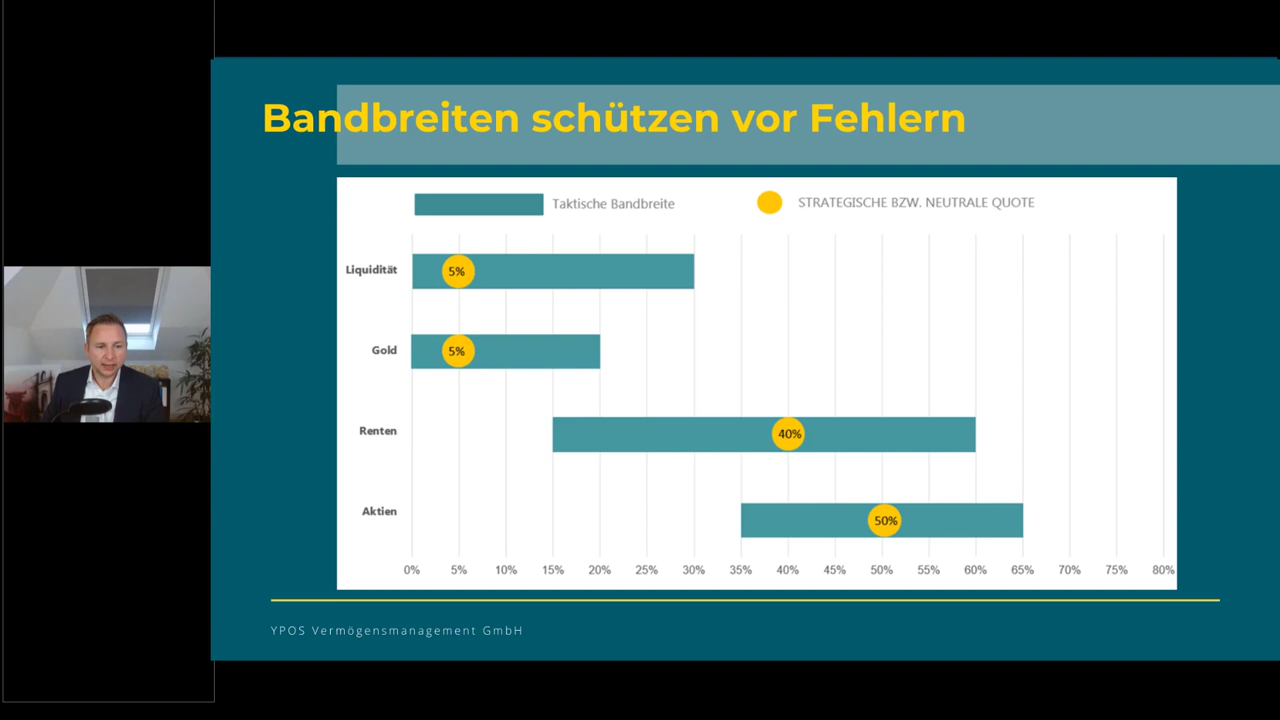 Bandbreiten schützen vor Fehlern
Taktische Bandbreite
STRATEGISCHE BZW. NEUTRALE QUOTE
Liquidität 5%
Gold 5%
Renten 40%
Aktien 50%
0% 5% 10% 15% 20% 25% 30% 35% 40% 45% 50% 55% 60% 65% 70% 75% 80%
YPOS Vermögensmanagement GmbH